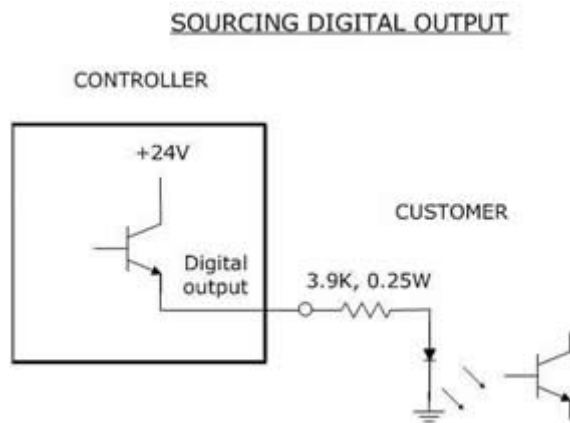 SOURCING DIGITAL OUTPUT
CONTROLLER
+24V
CUSTOMER
Digital
output
3.9K, 0.25W